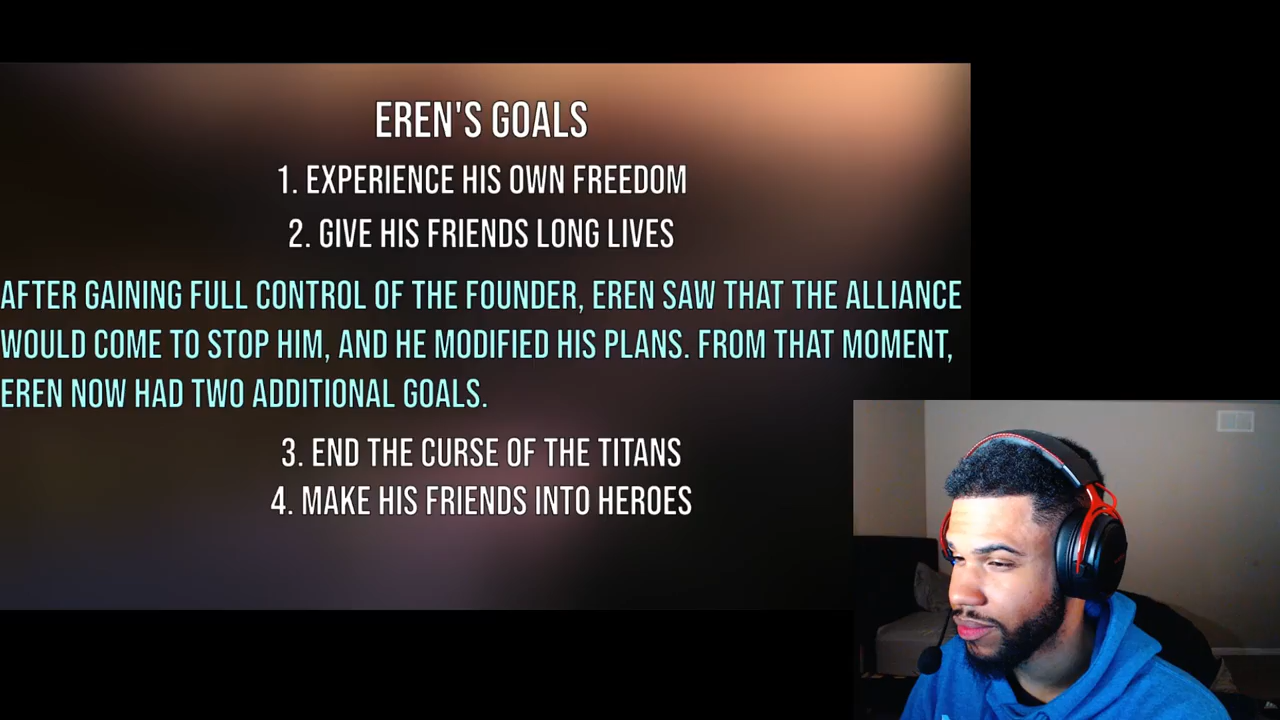 EREN'S GOALS
1. EXPERIENCE HIS OWN FREEDOM
2. GIVE HIS FRIENDS LONG LIVES
AFTER GAINING FULL CONTROL OF THE FOUNDER, EREN SAW THAT THE ALLIANCE
WOULD COME TO STOP HIM, AND HE MODIFIED HIS PLANS. FROM THAT MOMENT,
EREN NOW HAD TWO ADDITIONAL GOALS.
3. END THE CURSE OF THE TITANS
4. MAKE HIS FRIENDS INTO HEROES